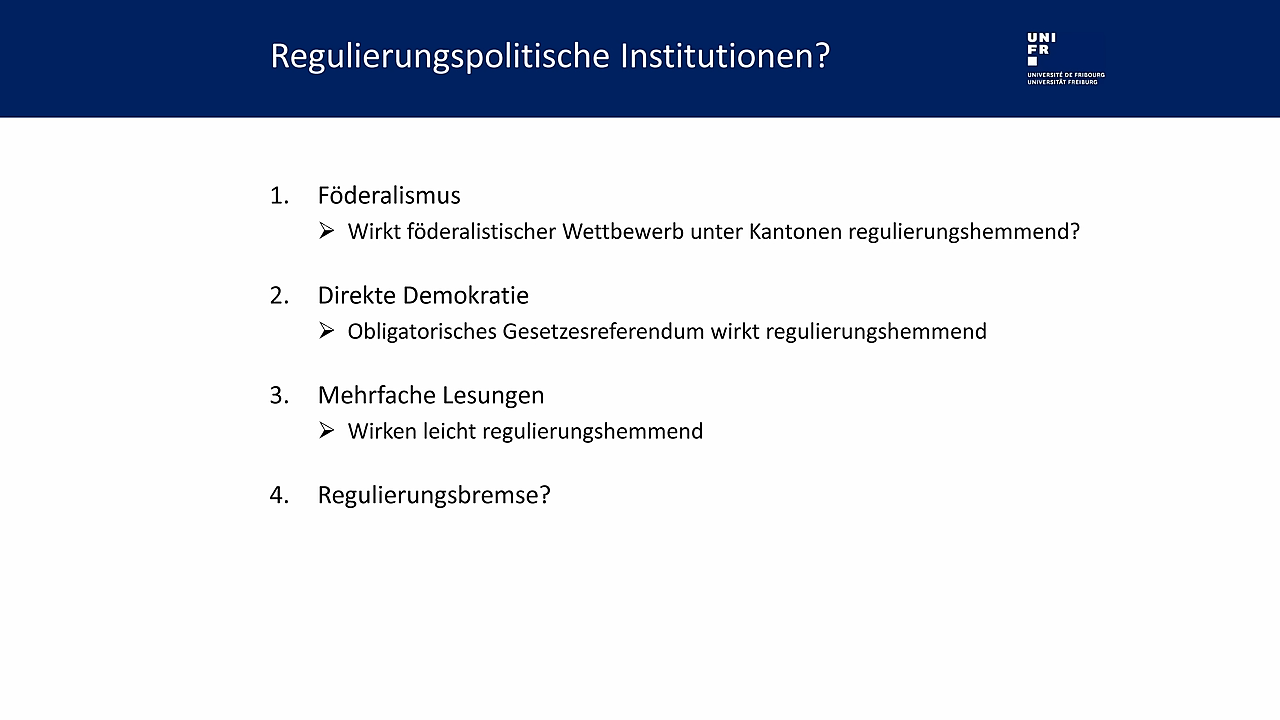 Regulierungspolitische Institutionen?
UNI
FR
UNIVERSITÉ DE FRIBOURG
UNIVERSITÄT FREIBURG
1. Föderalismus
➢ Wirkt föderalistischer Wettbewerb unter Kantonen regulierungshemmend?
2. Direkte Demokratie
➢ Obligatorisches Gesetzesreferendum wirkt regulierungshemmend
3. Mehrfache Lesungen
➢ Wirken leicht regulierungshemmend
4. Regulierungsbremse?